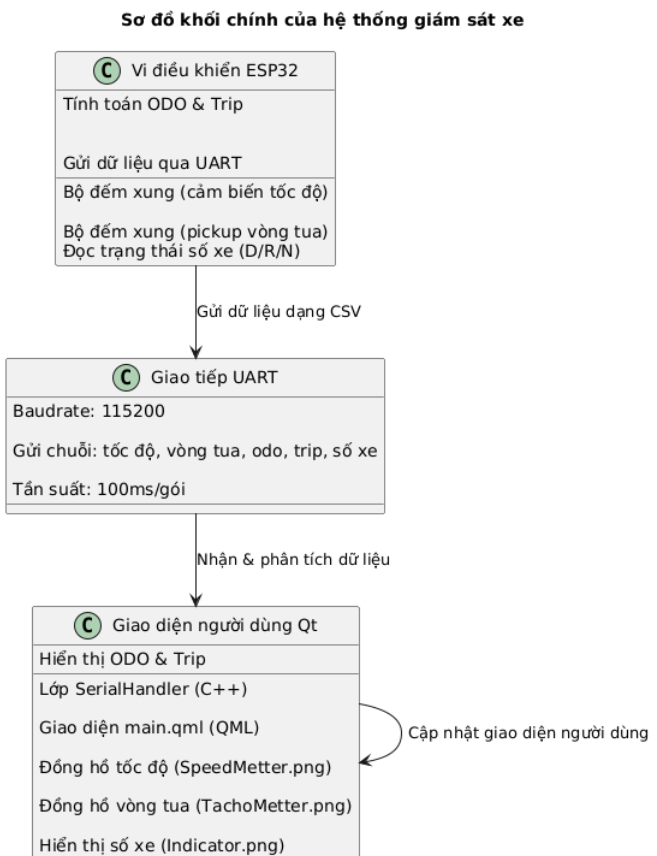 Sơ đồ khối chính của hệ thống giám sát xe
C Vi điều khiển ESP32
Tính toán ODO & Trip
Gửi dữ liệu qua UART
Bộ đếm xung (cảm biến tốc độ)
Bộ đếm xung (pickup vòng tua)
Đọc trạng thái số xe (D/R/N)
Gửi dữ liệu dạng CSV
C Giao tiếp UART
Baudrate: 115200
Gửi chuỗi: tốc độ, vòng tua, odo, trip, số xe
Tần suất: 100ms/gói
Nhận & phân tích dữ liệu
C Giao diện người dùng Qt
Hiển thị ODO & Trip
Lớp SerialHandler (C++)
Giao diện main.qml (QML)
Cập nhật giao diện người dùng
Đồng hồ tốc độ (SpeedMetter.png)
Đồng hồ vòng tua (TachoMetter.png)
Hiển thị số xe (Indicator.png)